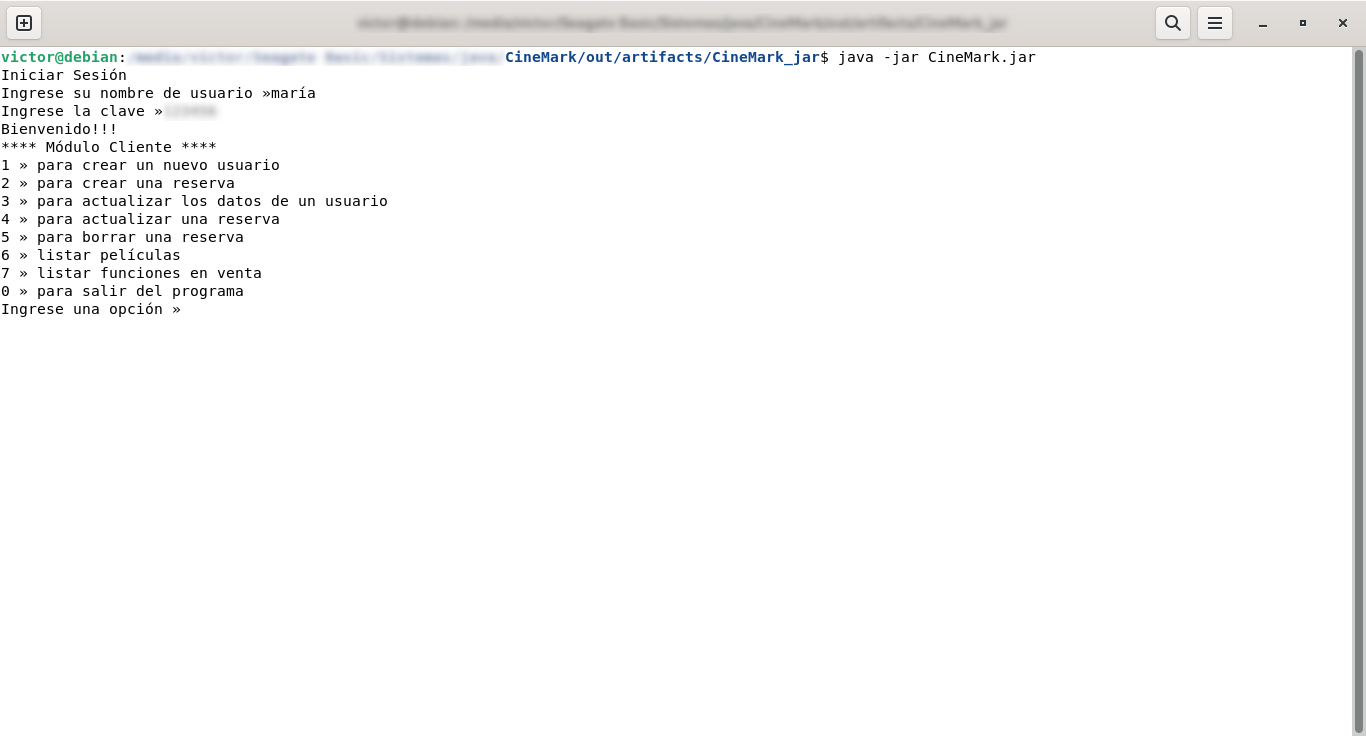 victor@debian: CineMark/out/artifacts/CineMark_jar$ java -jar CineMark.jar
Iniciar Sesión
Ingrese su nombre de usuario »maría
Ingrese la clave »
Bienvenido!!!
**** Módulo Cliente ****
1 » para crear un nuevo usuario
2 » para crear una reserva
3 » para actualizar los datos de un usuario
4 » para actualizar una reserva
5 » para borrar una reserva
6 » listar películas
7 » listar funciones en venta
0 » para salir del programa
Ingrese una opción »